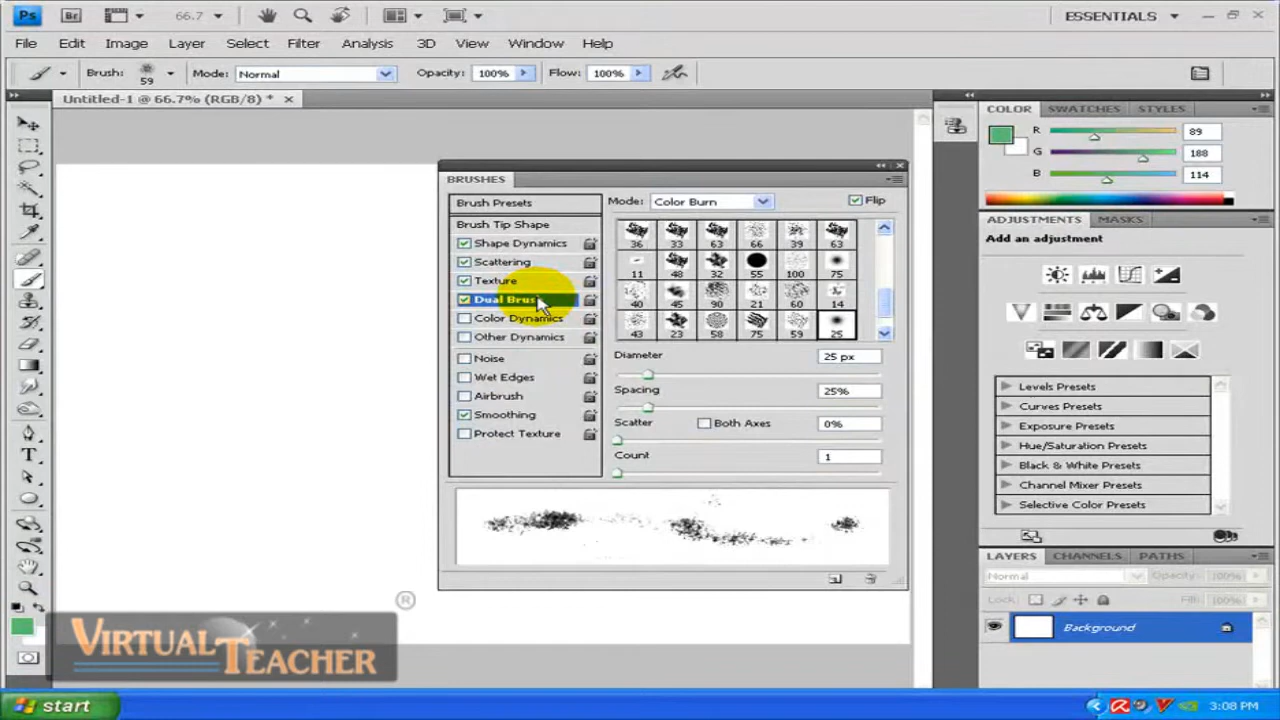 Ps Br 66.7 ESSENTIALS
File Edit Image Layer Select Filter Analysis 3D View Window Help
Brush: 59 Mode: Normal Opacity: 100% Flow: 100%
Untitled-1 @ 66.7% (RGB/8) *
BRUSHES
Brush Presets
Brush Tip Shape
Shape Dynamics
Scattering
Texture
Dual Brush
Color Dynamics
Other Dynamics
Noise
Wet Edges
Airbrush
Smoothing
Protect Texture
Mode: Color Burn Flip
36 33 63 66 39 63
11 48 32 55 100 75
40 45 90 21 60 14
43 23 58 75 59 25
Diameter 25 px
Spacing 25%
Scatter Both Axes 0%
Count 1
COLOR SWATCHES STYLES
R 89
G 188
B 114
ADJUSTMENTS MASKS
Add an adjustment
Levels Presets
Curves Presets
Exposure Presets
Hue/Saturation Presets
Black & White Presets
Channel Mixer Presets
Selective Color Presets
LAYERS CHANNELS PATHS
Normal Opacity: 100%
Lock: Fill: 100%
Background
®
VIRTUAL
TEACHER
start 3:08 PM